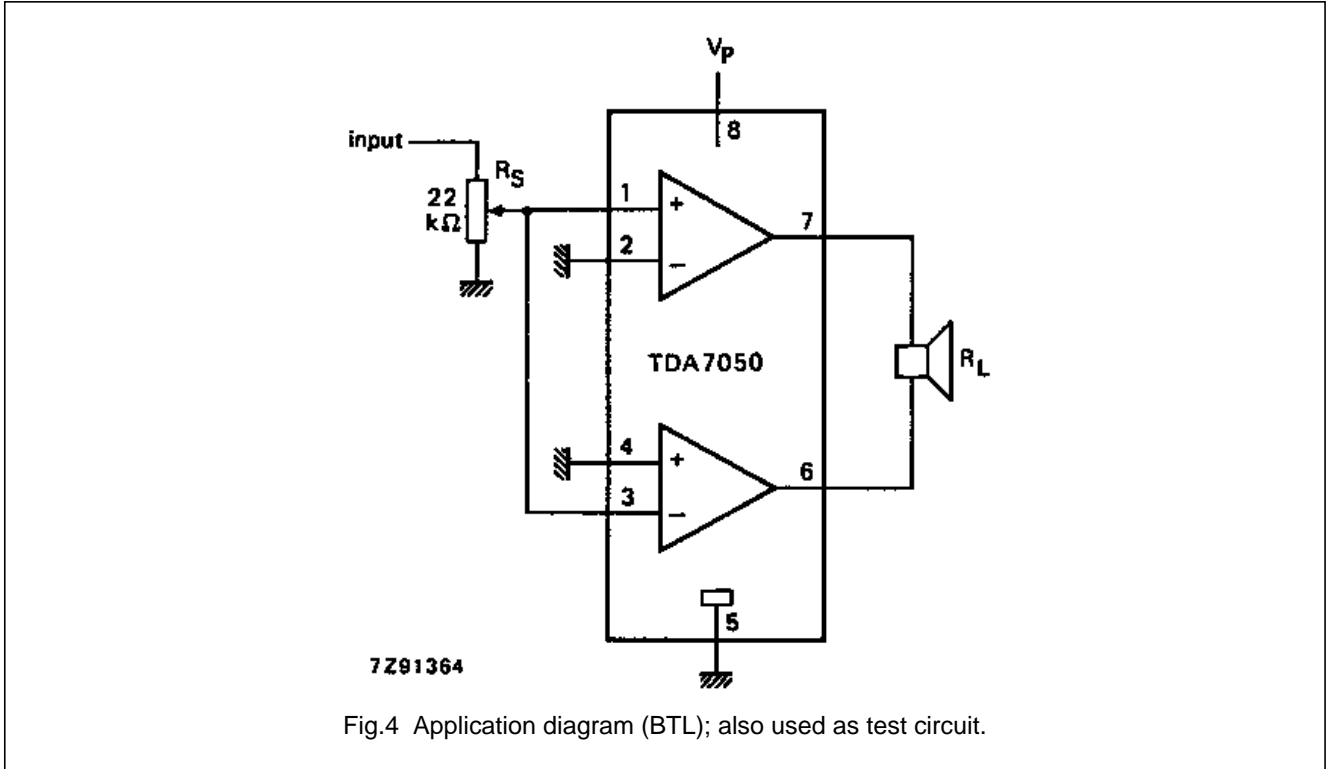 VP
8
input
RS
22
kΩ
1
+
7
2
−
TDA7050
RL
4
+
6
3
−
5
7Z91364
Fig.4 Application diagram (BTL); also used as test circuit.